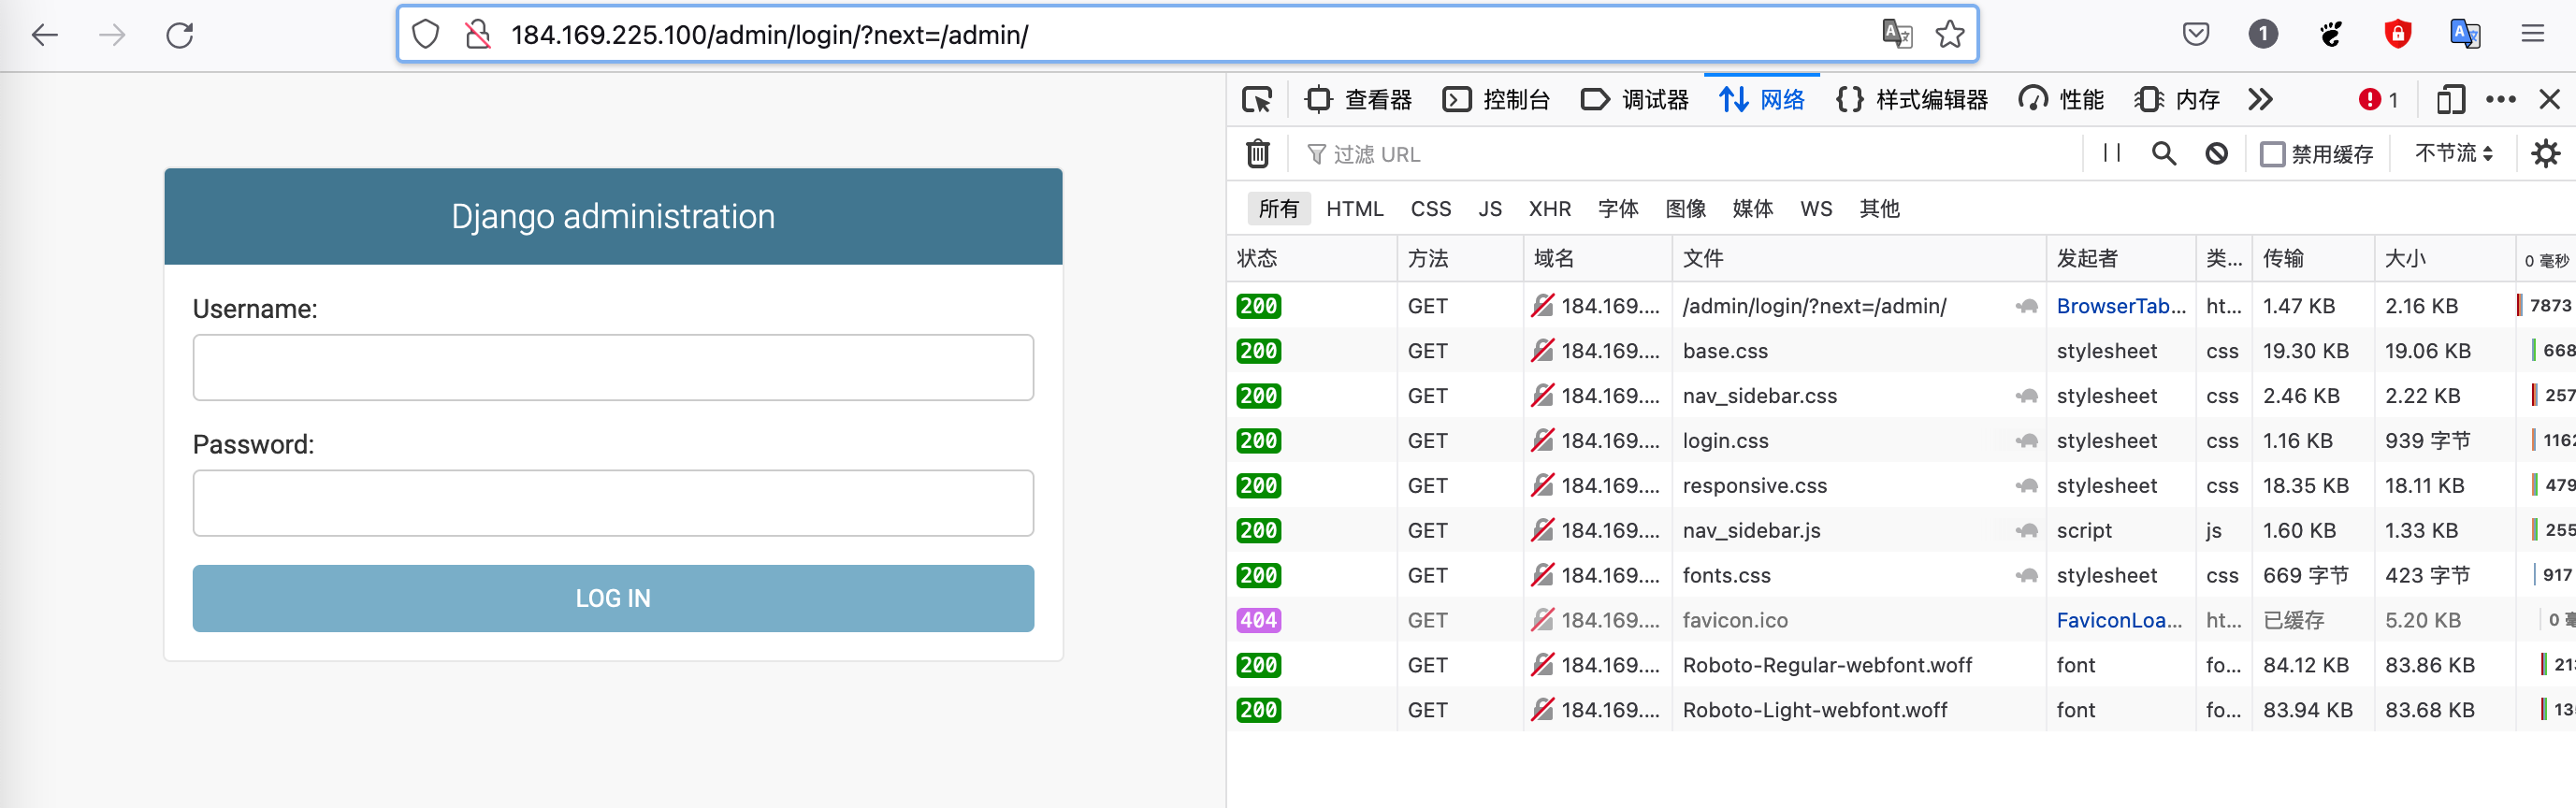 184.169.225.100/admin/login/?next=/admin/
1
Django administration
Username:
Password:
LOG IN
查看器 控制台 调试器 网络 {} 样式编辑器 性能 内存 1
过滤 URL 禁用缓存 不节流
所有 HTML CSS JS XHR 字体 图像 媒体 WS 其他
状态 方法 域名 文件 发起者 类... 传输 大小 0 毫秒
200 GET 184.169.... /admin/login/?next=/admin/ BrowserTab... ht... 1.47 KB 2.16 KB 7873
200 GET 184.169.... base.css stylesheet css 19.30 KB 19.06 KB 668
200 GET 184.169.... nav_sidebar.css stylesheet css 2.46 KB 2.22 KB 257
200 GET 184.169.... login.css stylesheet css 1.16 KB 939 字节 1162
200 GET 184.169.... responsive.css stylesheet css 18.35 KB 18.11 KB 479
200 GET 184.169.... nav_sidebar.js script js 1.60 KB 1.33 KB 255
200 GET 184.169.... fonts.css stylesheet css 669 字节 423 字节 917
404 GET 184.169.... favicon.ico FaviconLoa... ht... 已缓存 5.20 KB 0 毫
200 GET 184.169.... Roboto-Regular-webfont.woff font fo... 84.12 KB 83.86 KB 21
200 GET 184.169.... Roboto-Light-webfont.woff font fo... 83.94 KB 83.68 KB 13